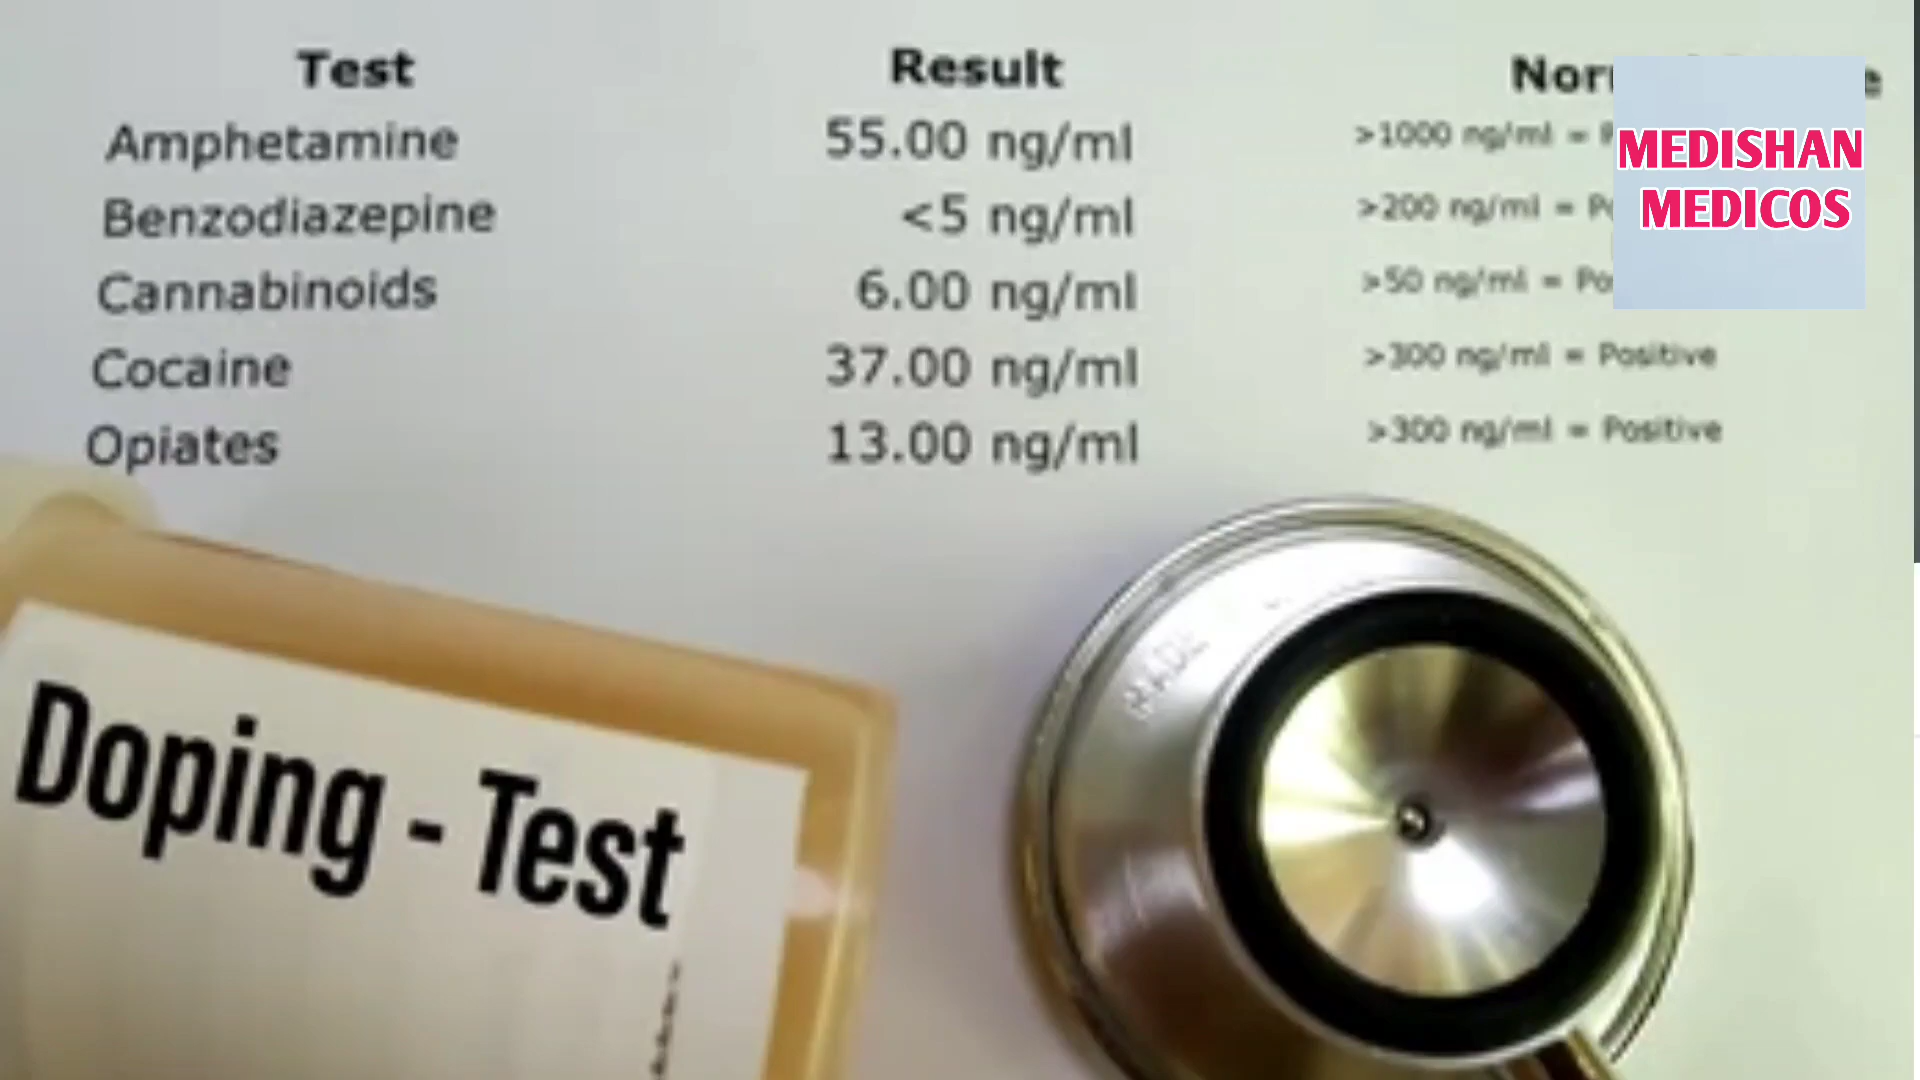 Test Result
Amphetamine 55.00 ng/ml >1000 ng/ml =
Benzodiazepine <5 ng/ml >200 ng/ml =
Cannabinoids 6.00 ng/ml >50 ng/ml =
Cocaine 37.00 ng/ml >300 ng/ml = Positive
Opiates 13.00 ng/ml >300 ng/ml = Positive
MEDISHAN
MEDICOS
Doping - Test
MADE